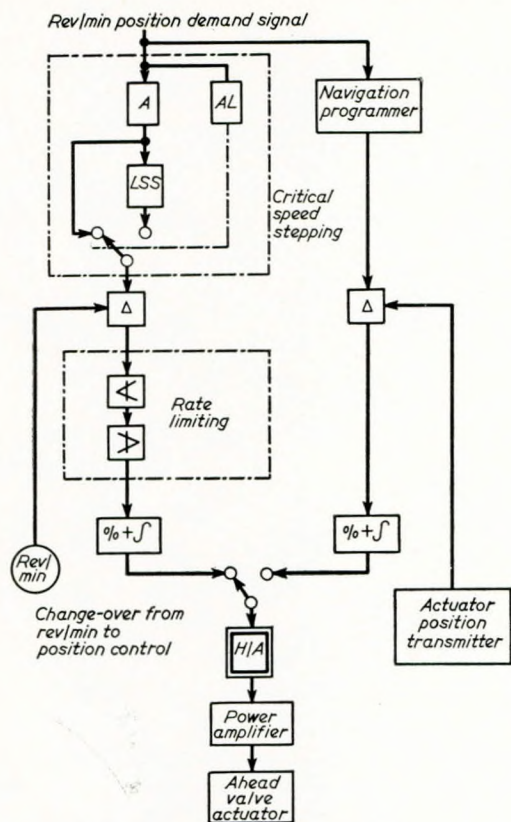 Rev/min position demand signal
A
AL
Navigation
programmer
LSS
Critical
speed
stepping
Δ
Δ
Rate
limiting
%+∫
%+∫
Rev/
min
Change-over from
rev/min to
position control
Actuator
position
transmitter
H/A
Power
amplifier
Ahead
valve
actuator